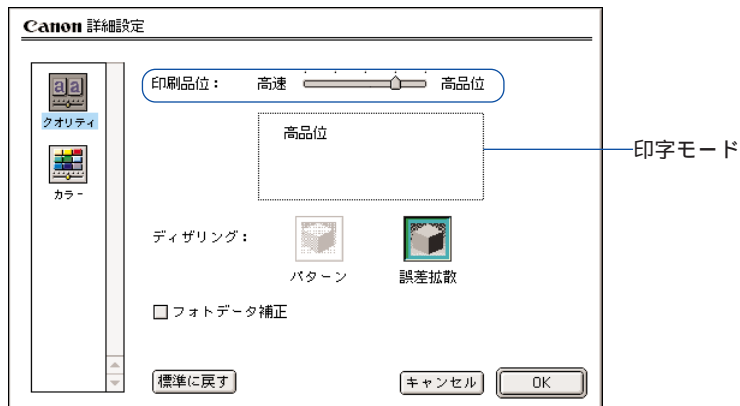 Canon 詳細設定
クオリティ
カラー
印刷品位： 高速 高品位
高品位
印字モード
ディザリング：
パターン 誤差拡散
フォトデータ補正
標準に戻す キャンセル OK